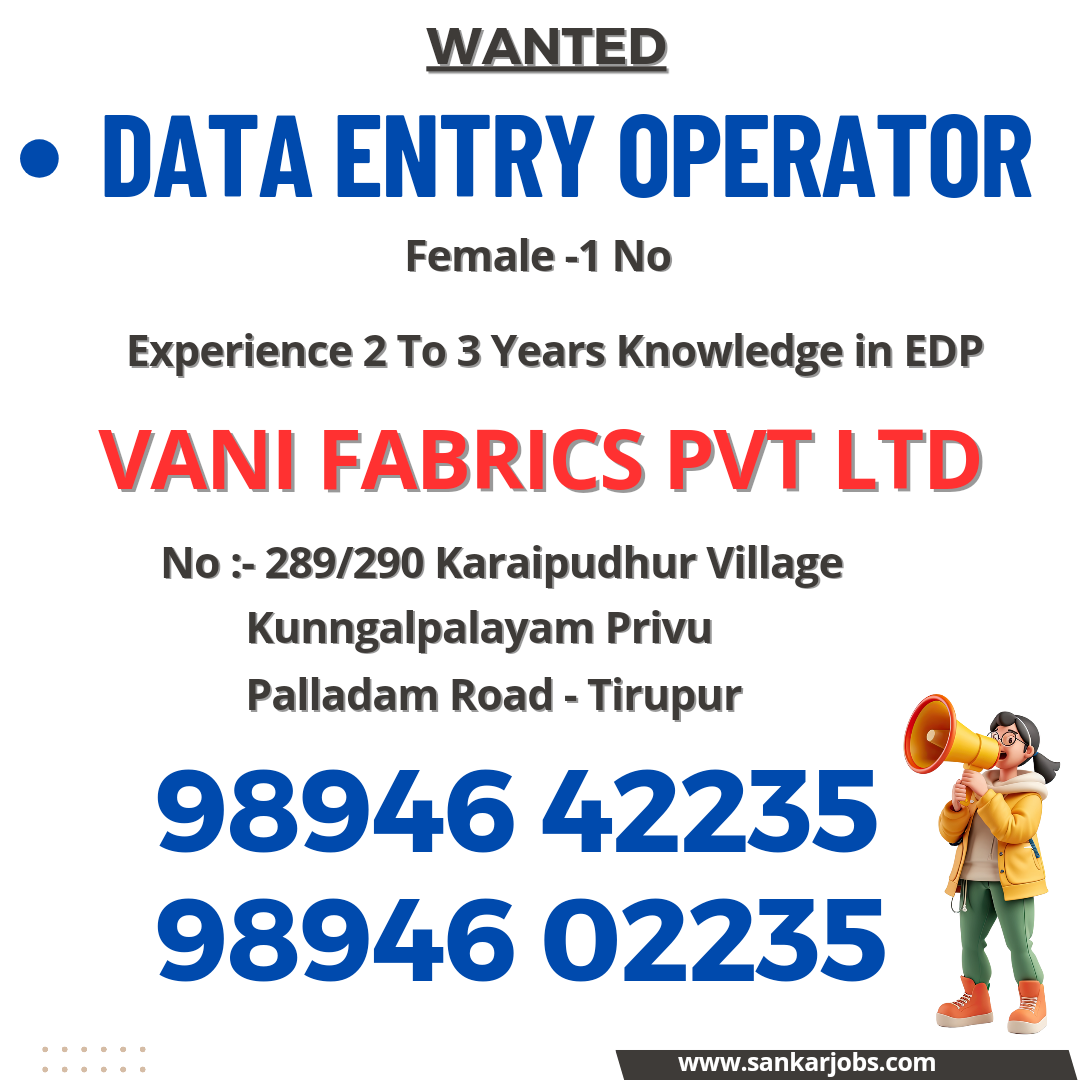 WANTED
• DATA ENTRY OPERATOR
Female -1 No
Experience 2 To 3 Years Knowledge in EDP
VANI FABRICS PVT LTD
No :- 289/290 Karaipudhur Village
Kunngalpalayam Privu
Palladam Road - Tirupur
98946 42235
98946 02235
www.sankarjobs.com